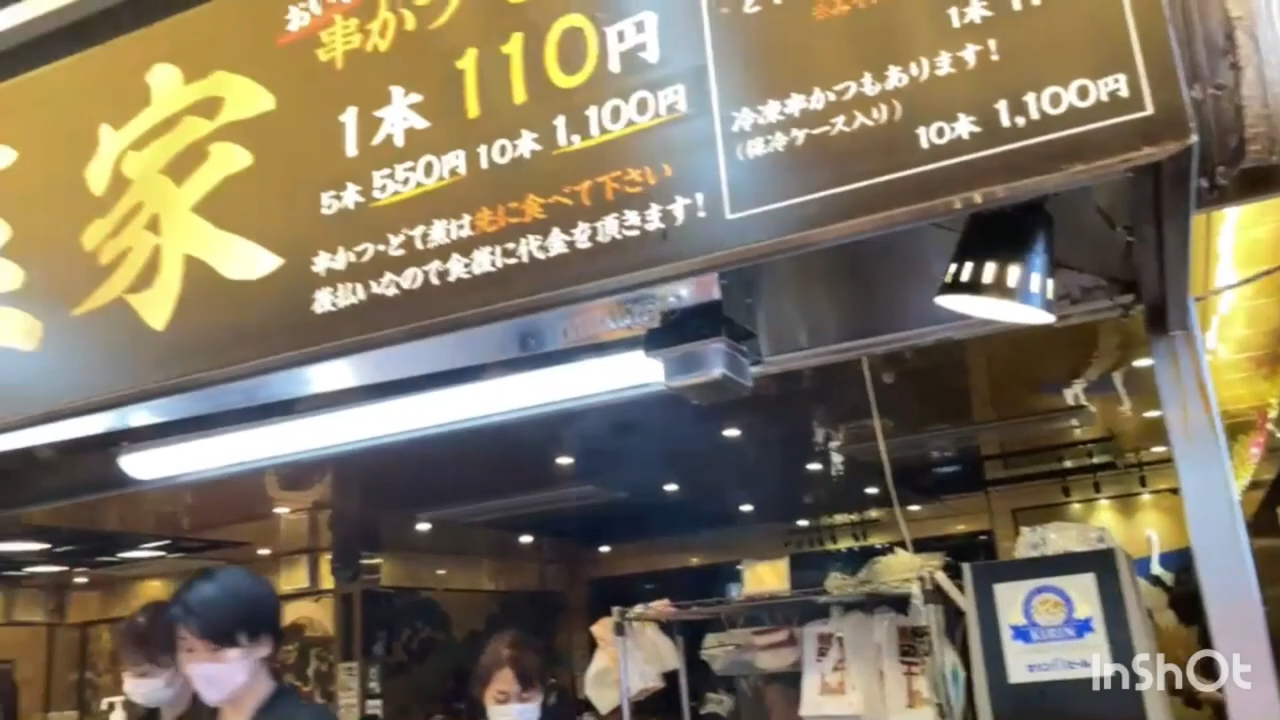 家
串かつ
1本 110円
5本 550円 10本 1,100円
串かつ・どて煮は先に食べて下さい
後払いなので食後に代金を頂きます!
1本
冷凍串かつもあります!
(保冷ケース入り)
10本 1,100円
KIRIN
InShOt